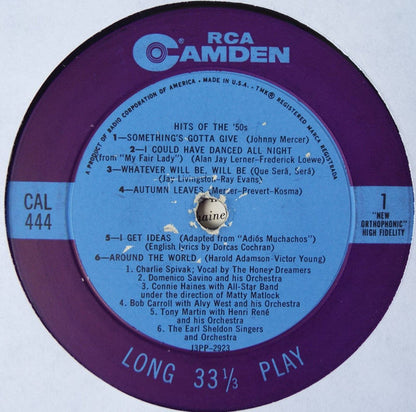 RCA
CAMDEN
A PRODUCT OF RADIO CORPORATION OF AMERICA • MADE IN U.S.A. • TMK® REGISTERED MARCA REGISTRADA
HITS OF THE '50s
1—SOMETHING'S GOTTA GIVE (Johnny Mercer)
2—I COULD HAVE DANCED ALL NIGHT
(from "My Fair Lady") (Alan Jay Lerner-Frederick Loewe)
3—WHATEVER WILL BE, WILL BE (Que Será, Será)
(Jay Livingston-Ray Evans)
4—AUTUMN LEAVES (Mercer-Prevert-Kosma)
CAL
444
1
"NEW
ORTHOPHONIC"
HIGH FIDELITY
5—I GET IDEAS (Adapted from "Adiós Muchachos")
(English lyrics by Dorcas Cochran)
6—AROUND THE WORLD (Harold Adamson-Victor Young)
1. Charlie Spivak; Vocal by The Honey Dreamers
2. Domenico Savino and his Orchestra
3. Connie Haines with All-Star Band
under the direction of Matty Matlock
4. Bob Carroll with Alvy West and his Orchestra
5. Tony Martin with Henri René
and his Orchestra
6. The Earl Sheldon Singers
and Orchestra
J3PP-2923
LONG 33⅓ PLAY